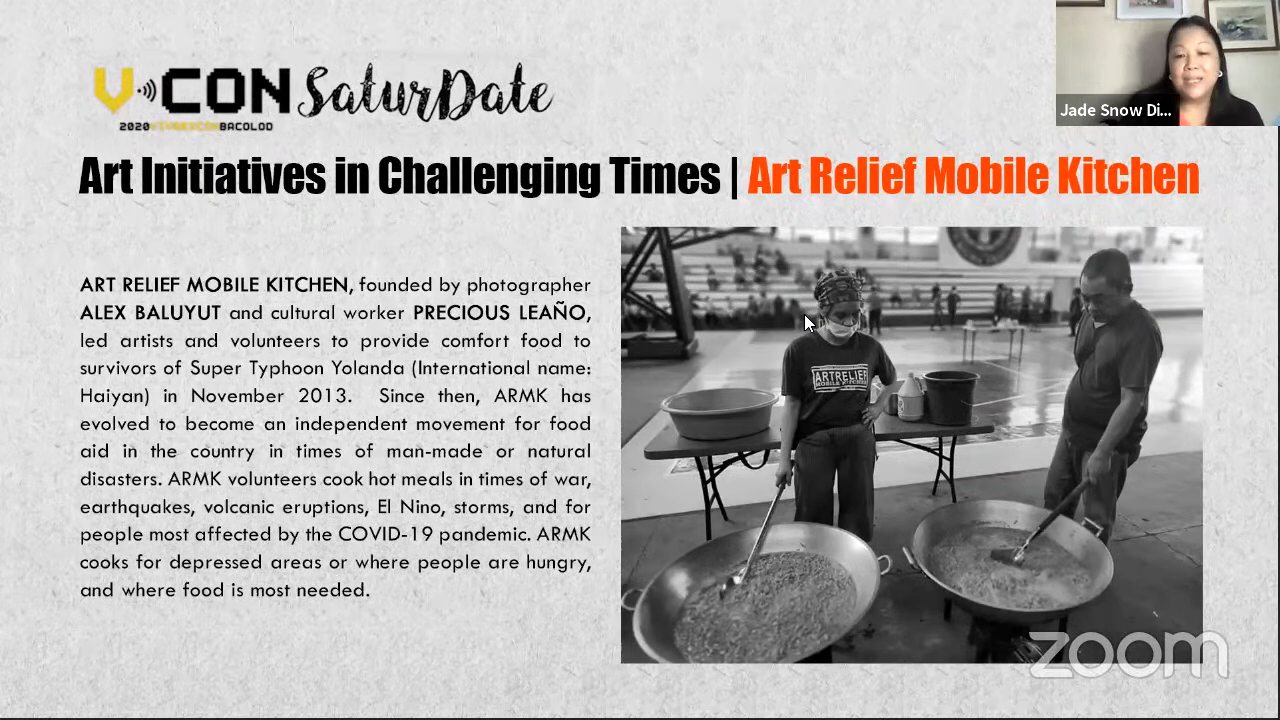 V CON SaturDate
2020VIVAEXCONBACOLOD
Jade Snow Di...
Art Initiatives in Challenging Times | Art Relief Mobile Kitchen
ART RELIEF MOBILE KITCHEN, founded by photographer
ALEX BALUYUT and cultural worker PRECIOUS LEAÑO,
led artists and volunteers to provide comfort food to
survivors of Super Typhoon Yolanda (International name:
Haiyan) in November 2013. Since then, ARMK has
evolved to become an independent movement for food
aid in the country in times of man-made or natural
disasters. ARMK volunteers cook hot meals in times of war,
earthquakes, volcanic eruptions, El Nino, storms, and for
people most affected by the COVID-19 pandemic. ARMK
cooks for depressed areas or where people are hungry,
and where food is most needed.
ARTRELIEF
MOBILE KITCHEN
zoom